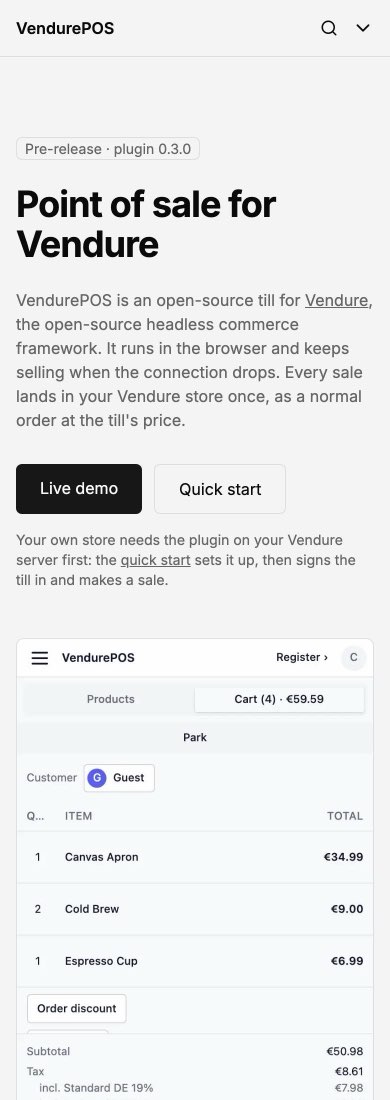 VendurePOS
Pre-release · plugin 0.3.0
Point of sale for
Vendure
VendurePOS is an open-source till for Vendure,
the open-source headless commerce
framework. It runs in the browser and keeps
selling when the connection drops. Every sale
lands in your Vendure store once, as a normal
order at the till's price.
Live demo
Quick start
Your own store needs the plugin on your Vendure
server first: the quick start sets it up, then signs the
till in and makes a sale.
VendurePOS
Register ›
C
Products
Cart (4) · €59.59
Park
Customer
G
Guest
Q...
ITEM
TOTAL
1
Canvas Apron
€34.99
2
Cold Brew
€9.00
1
Espresso Cup
€6.99
Order discount
Subtotal
€50.98
Tax
€8.61
incl. Standard DE 19%
€7.98